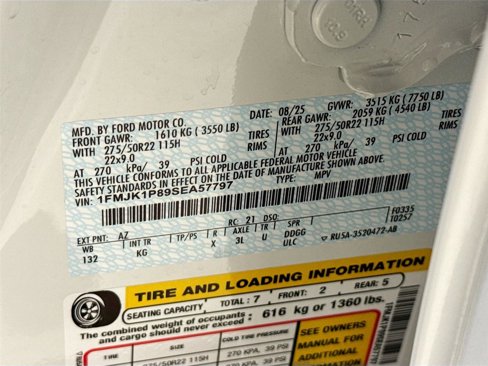 MFD. BY FORD MOTOR CO. DATE: 08/25 GVWR: 3515 KG ( 7750 LB)
FRONT GAWR: 1610 KG ( 3550 LB) REAR GAWR: 2059 KG ( 4540 LB)
WITH 275/50R22 115H TIRES WITH 275/50R22 115H TIRES
22x9.0 RIMS 22x9.0 RIMS
AT 270 kPa/ 39 PSI COLD AT 270 kPa/ 39 PSI COLD
THIS VEHICLE CONFORMS TO ALL APPLICABLE FEDERAL MOTOR VEHICLE
SAFETY STANDARDS IN EFFECT ON THE DATE OF MANUFACTURE SHOWN ABOVE.
VIN: 1FMJK1P89SEA57797 TYPE: MPV
F0335
10257
EXT PNT: AZ RC: 21 DSO:
WB INT TR TP/PS R AXLE TR SPR
132 KG X 3L U DDGG
ULC RU5A-3520472-AB
TIRE AND LOADING INFORMATION
SEATING CAPACITY TOTAL : 7 FRONT: 2 REAR: 5
The combined weight of occupants and cargo should never exceed 616 kg or 1360 lbs.
TIRE SIZE COLD TIRE PRESSURE
275/50R22 115H 270 KPA, 39 PSI
SEE OWNERS
MANUAL FOR
ADDITIONAL